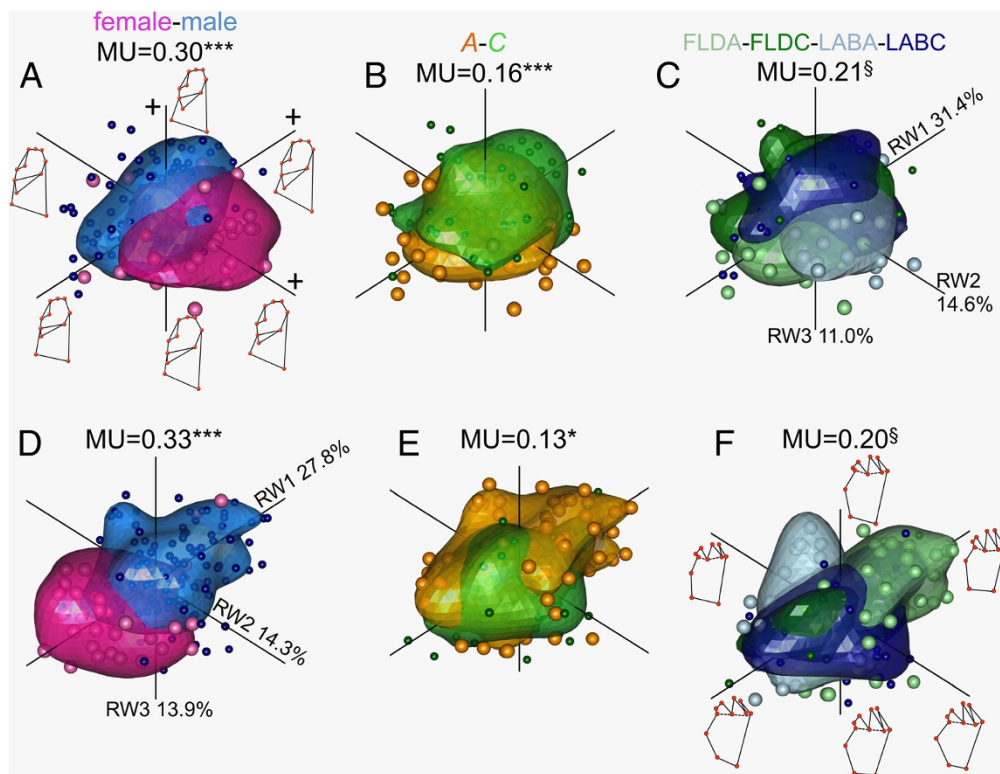 female-male
MU=0.30***
A
+
+
+
A-C
MU=0.16***
B
FLDA-FLDC-LABA-LABC
MU=0.21§
C
RW1 31.4%
RW2
14.6%
RW3 11.0%
D
MU=0.33***
RW1 27.8%
RW2 14.3%
RW3 13.9%
E
MU=0.13*
F
MU=0.20§